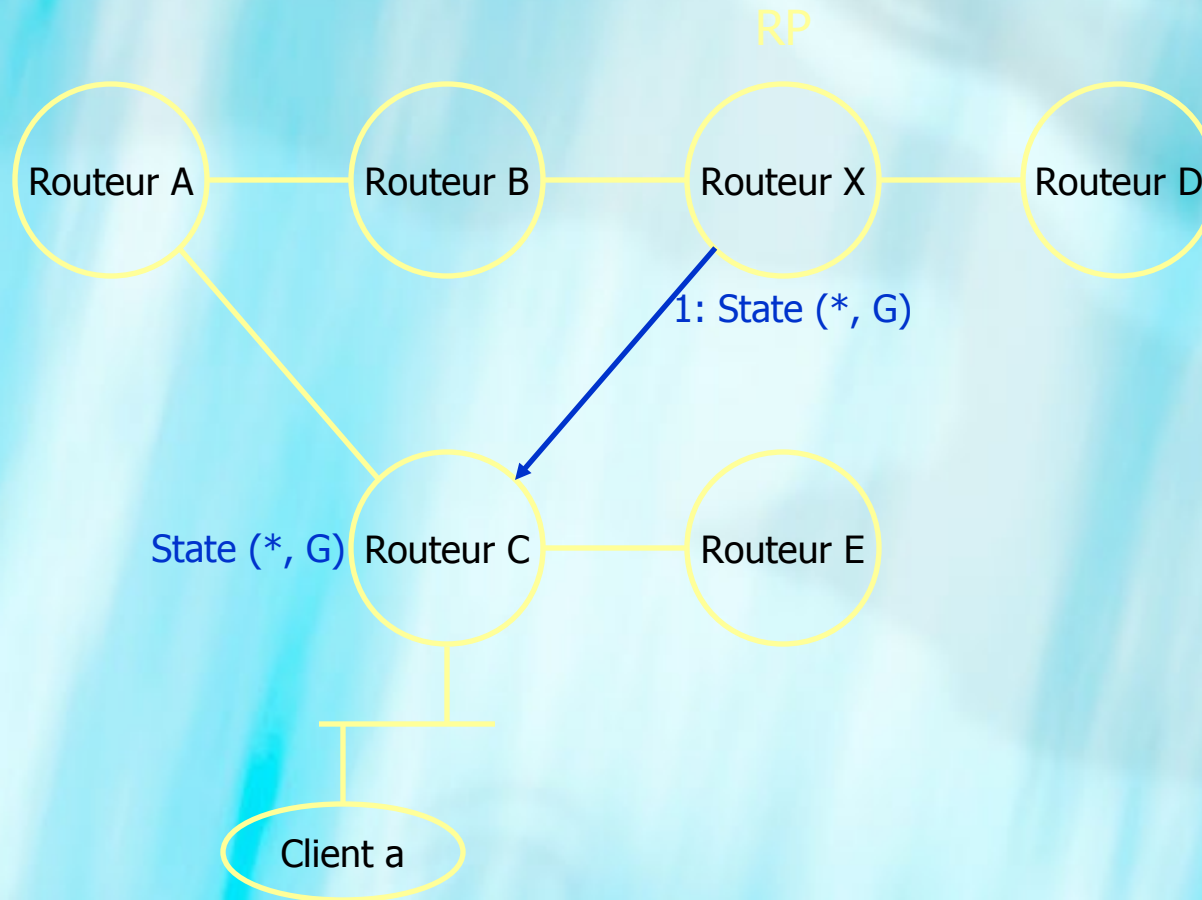 RP
Routeur A
Routeur B
Routeur X
Routeur D
1: State (*, G)
State (*, G)
Routeur C
Routeur E
Client a